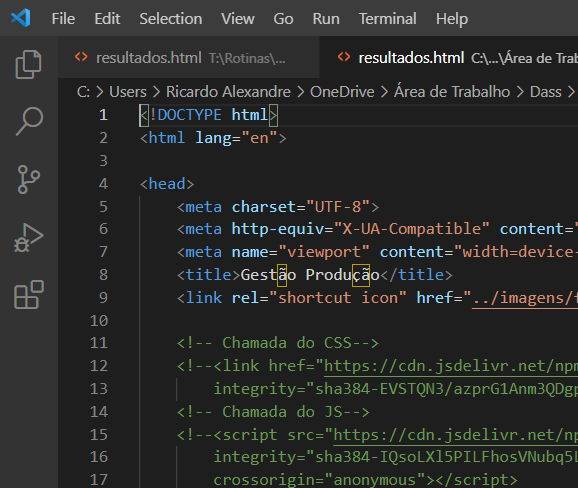 File Edit Selection View Go Run Terminal Help
resultados.html T:\Rotinas\... resultados.html C:\...\Área de Trab
C: > Users > Ricardo Alexandre > OneDrive > Área de Trabalho > Dass >
1 <!DOCTYPE html>
2 <html lang="en">
3
4 <head>
5 <meta charset="UTF-8">
6 <meta http-equiv="X-UA-Compatible" content="
7 <meta name="viewport" content="width=device-
8 <title>Gestão Produção</title>
9 <link rel="shortcut icon" href="../imagens/f
10
11 <!-- Chamada do CSS-->
12 <!--<link href="https://cdn.jsdelivr.net/npm
13 integrity="sha384-EVSTQN3/azprG1Anm3QDgp
14 <!-- Chamada do JS-->
15 <!--<script src="https://cdn.jsdelivr.net/np
16 integrity="sha384-IQsoLXl5PILFhosVNubq5L
17 crossorigin="anonymous"></script>